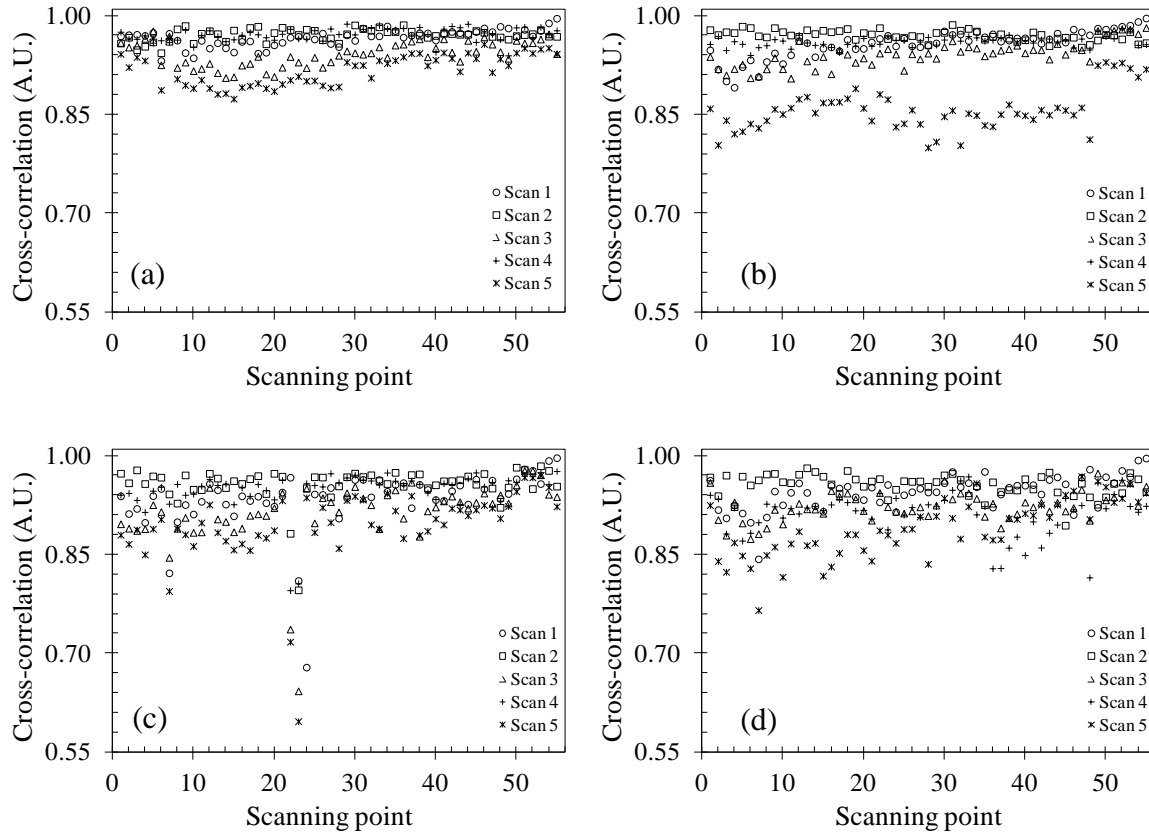 1.00
0.85
0.70
0.55
Cross-correlation (A.U.)
Scan 1
Scan 2
Scan 3
Scan 4
Scan 5
(a)
0 10 20 30 40 50
Scanning point
1.00
0.85
0.70
0.55
Cross-correlation (A.U.)
Scan 1
Scan 2
Scan 3
Scan 4
Scan 5
(b)
0 10 20 30 40 50
Scanning point
1.00
0.85
0.70
0.55
Cross-correlation (A.U.)
Scan 1
Scan 2
Scan 3
Scan 4
Scan 5
(c)
0 10 20 30 40 50
Scanning point
1.00
0.85
0.70
0.55
Cross-correlation (A.U.)
Scan 1
Scan 2
Scan 3
Scan 4
Scan 5
(d)
0 10 20 30 40 50
Scanning point